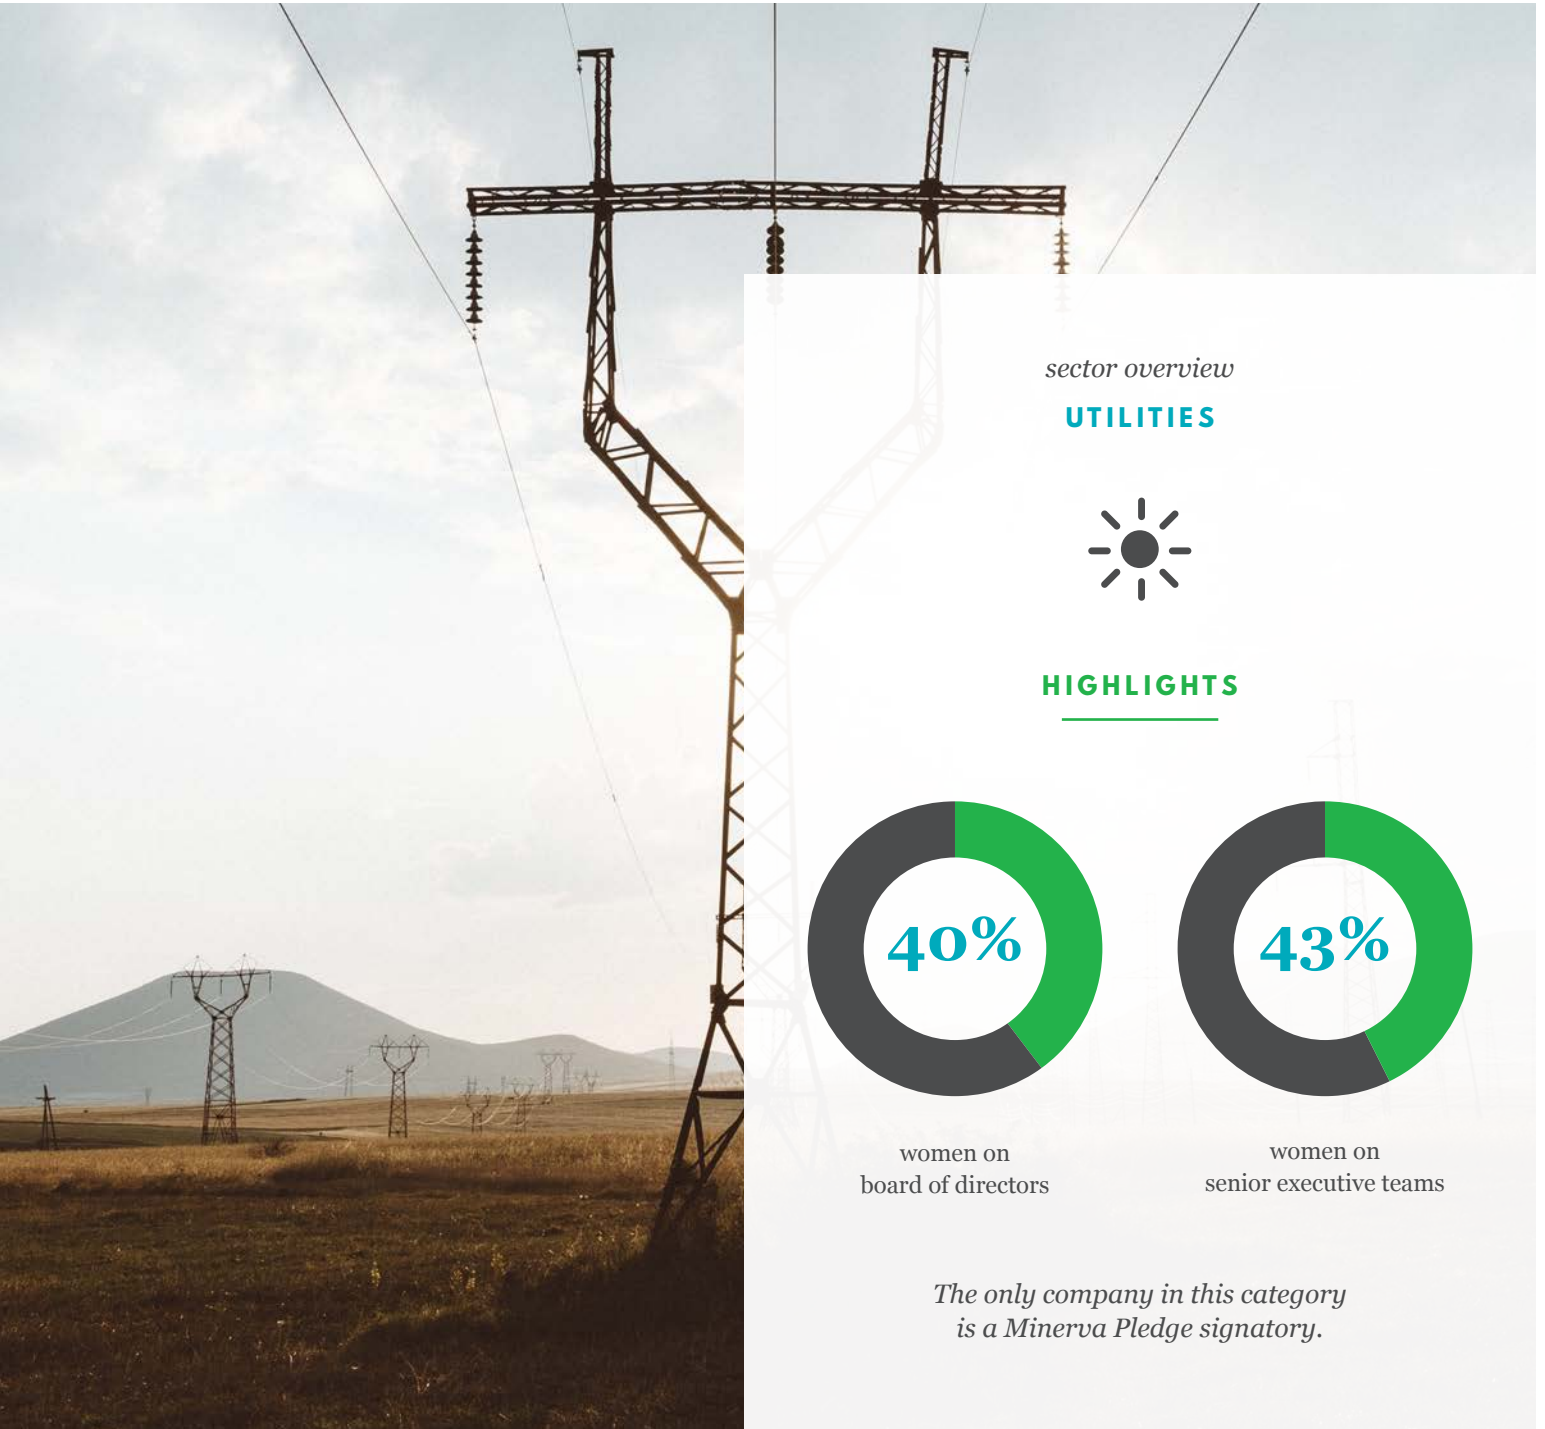 sector overview
UTILITIES
HIGHLIGHTS
40%
43%
women on
board of directors
women on
senior executive teams
The only company in this category
is a Minerva Pledge signatory.